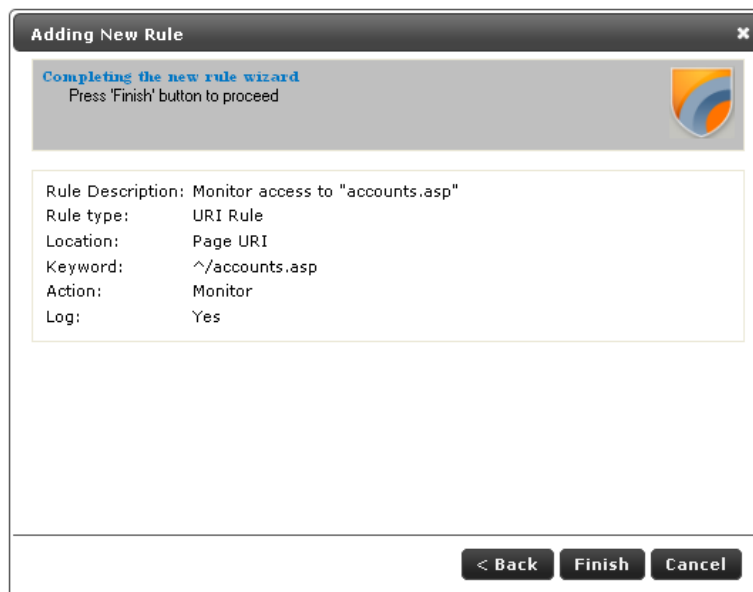 Adding New Rule
Completing the new rule wizard
Press 'Finish' button to proceed
Rule Description: Monitor access to "accounts.asp"
Rule type: URI Rule
Location: Page URI
Keyword: ^/accounts.asp
Action: Monitor
Log: Yes
< Back Finish Cancel